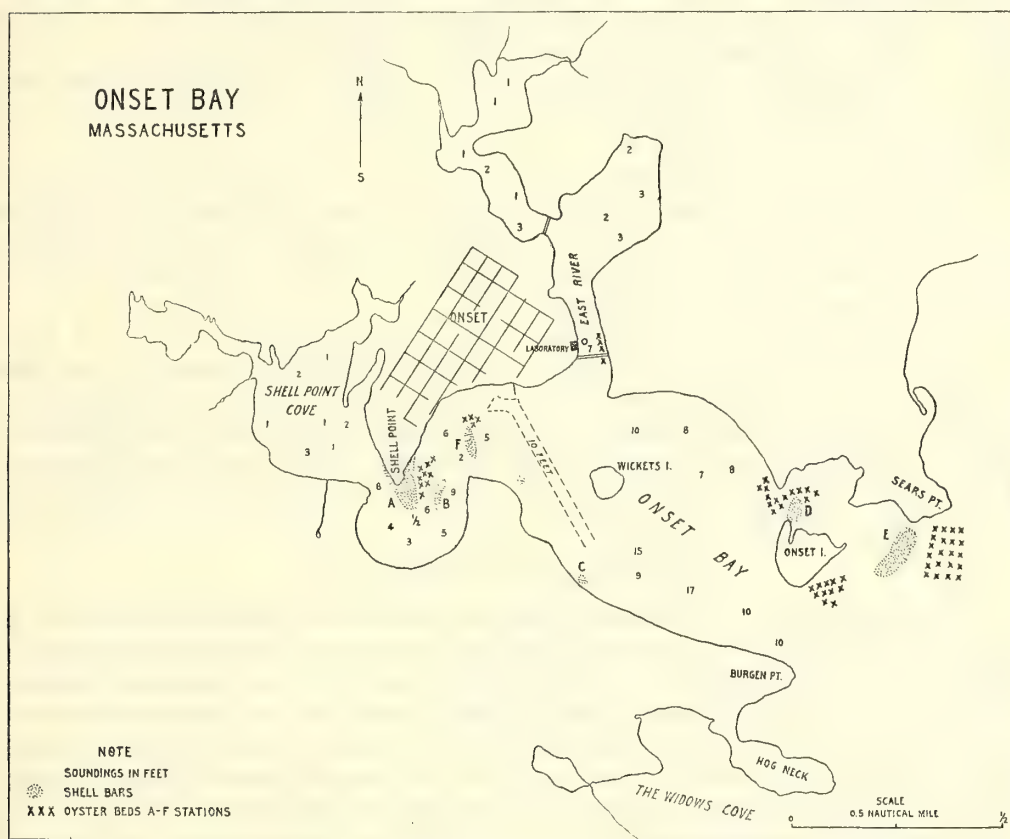 ONSET BAY
MASSACHUSETTS
N
S
1
1
1
2
1
3
2
3
2
3
EAST RIVER
ONSET
LABORATORY
7
1
2
SHELL POINT
COVE
1
1
2
3
1
SHELL POINT
6
F
5
2
8
A
B
9
6
1/2
4
3
5
10 FEET
10
8
WICKETS I.
7
8
ONSET BAY
D
SEARS PT.
E
ONSET I.
15
C
9
17
10
10
BURGEN PT.
HOG NECK
THE WIDOWS COVE
NOTE
SOUNDINGS IN FEET
SHELL BARS
XXX OYSTER BEDS A-F STATIONS
SCALE
0.5 NAUTICAL MILE
0
1/2